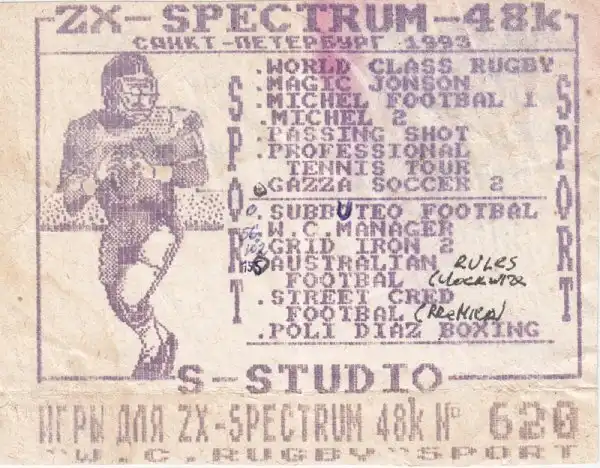 ZX-SPECTRUM-48k
САНКТ-ПЕТЕРБУРГ 1993
SPORT
.WORLD CLASS RUGBY
.MAGIC JONSON
.MICHEL FOOTBAL 1
.MICHEL 2
.PASSING SHOT
.PROFESSIONAL
TENNIS TOUR
.GAZZA SOCCER 2
.SUBBUTEO FOOTBAL
.W.C.MANAGER
.GRID IRON 2
.AUSTRALIAN RULES
FOOTBAL
.STREET CRED
FOOTBAL
.POLI DIAZ BOXING
SPORT
S-STUDIO
ИГРЫ ДЛЯ ZX-SPECTRUM 48k № 620
"W.C.RUGBY" SPORT